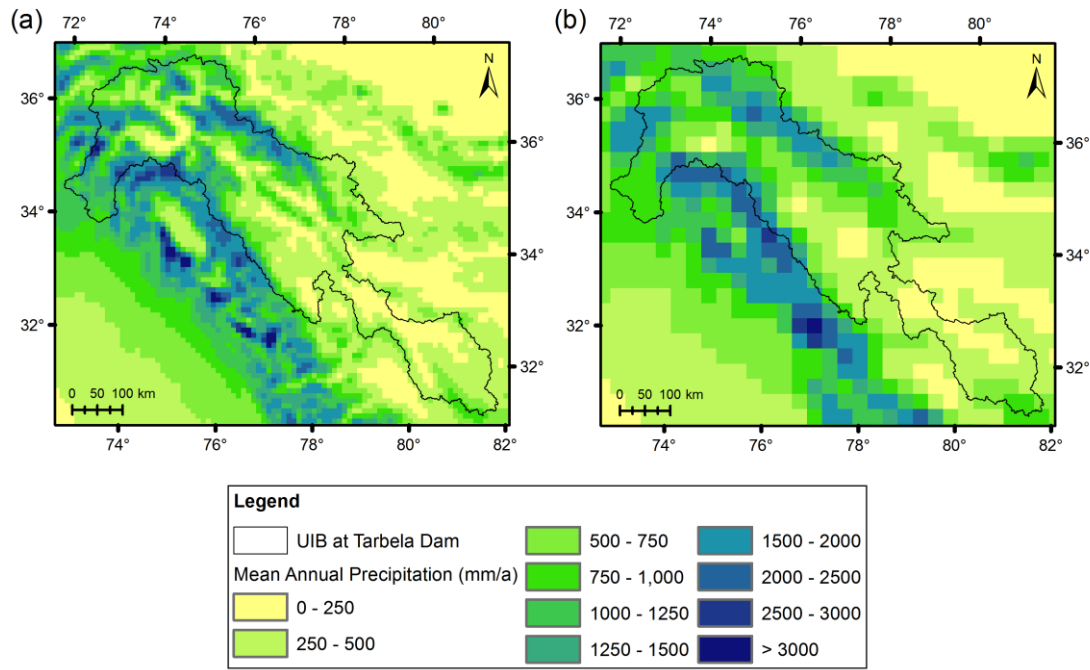 (a)
72° 74° 76° 78° 80°
N
36°
36°
34°
34°
32°
32°
0 50 100 km
74° 76° 78° 80° 82°
(b)
72° 74° 76° 78° 80°
N
36°
36°
34°
34°
32°
32°
0 50 100 km
74° 76° 78° 80° 82°
Legend
UIB at Tarbela Dam
Mean Annual Precipitation (mm/a)
0 - 250
250 - 500
500 - 750
750 - 1,000
1000 - 1250
1250 - 1500
1500 - 2000
2000 - 2500
2500 - 3000
> 3000